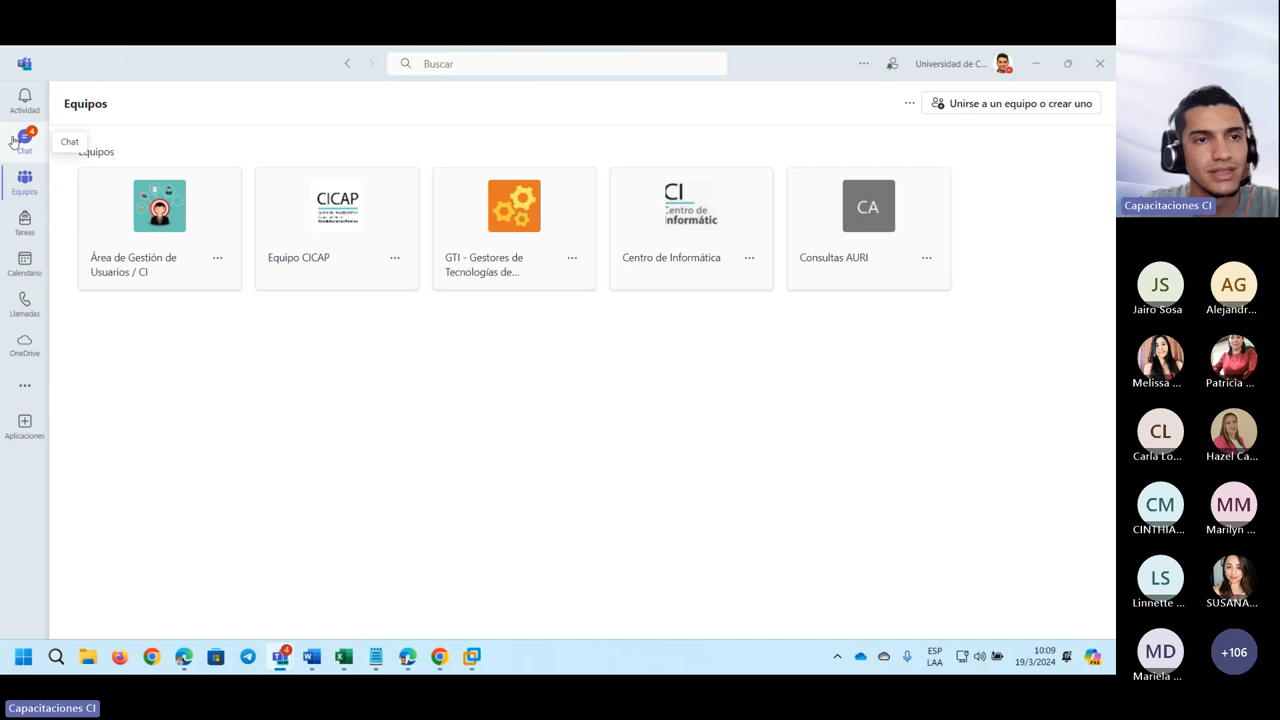 Buscar
Universidad de C...
Actividad
4
Chat
Chat
Equipos
Tareas
Calendario
Llamadas
OneDrive
Aplicaciones
Equipos
Unirse a un equipo o crear uno
Equipos
Área de Gestión de
Usuarios / CI
CICAP
Equipo CICAP
GTI - Gestores de
Tecnologías de...
CI
Centro de
Informátic
Centro de Informática
CA
Consultas AURI
4
ESP
LAA
10:09
19/3/2024
Capacitaciones CI
Capacitaciones CI
JS
Jairo Sosa
AG
Alejandr...
Melissa ...
Patricia ...
CL
Carla Lo...
Hazel Ca...
CM
CINTHIA...
MM
Marilyn ...
LS
Linnette ...
SUSANA...
MD
Mariela ...
+106